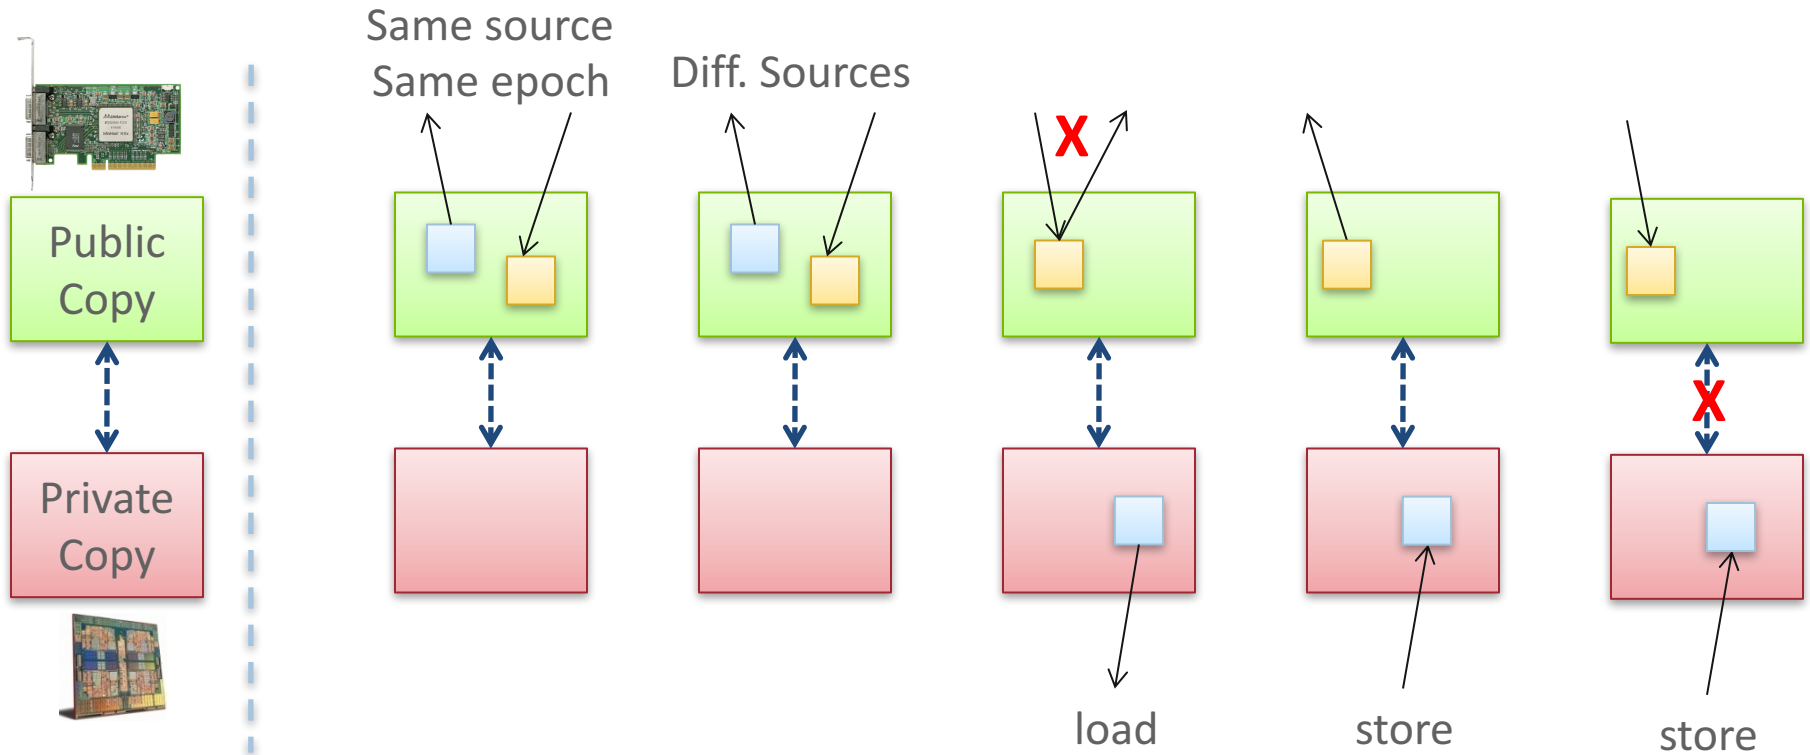 Same source
Same epoch
Diff. Sources
X
Public
Copy
X
Private
Copy
load
store
store